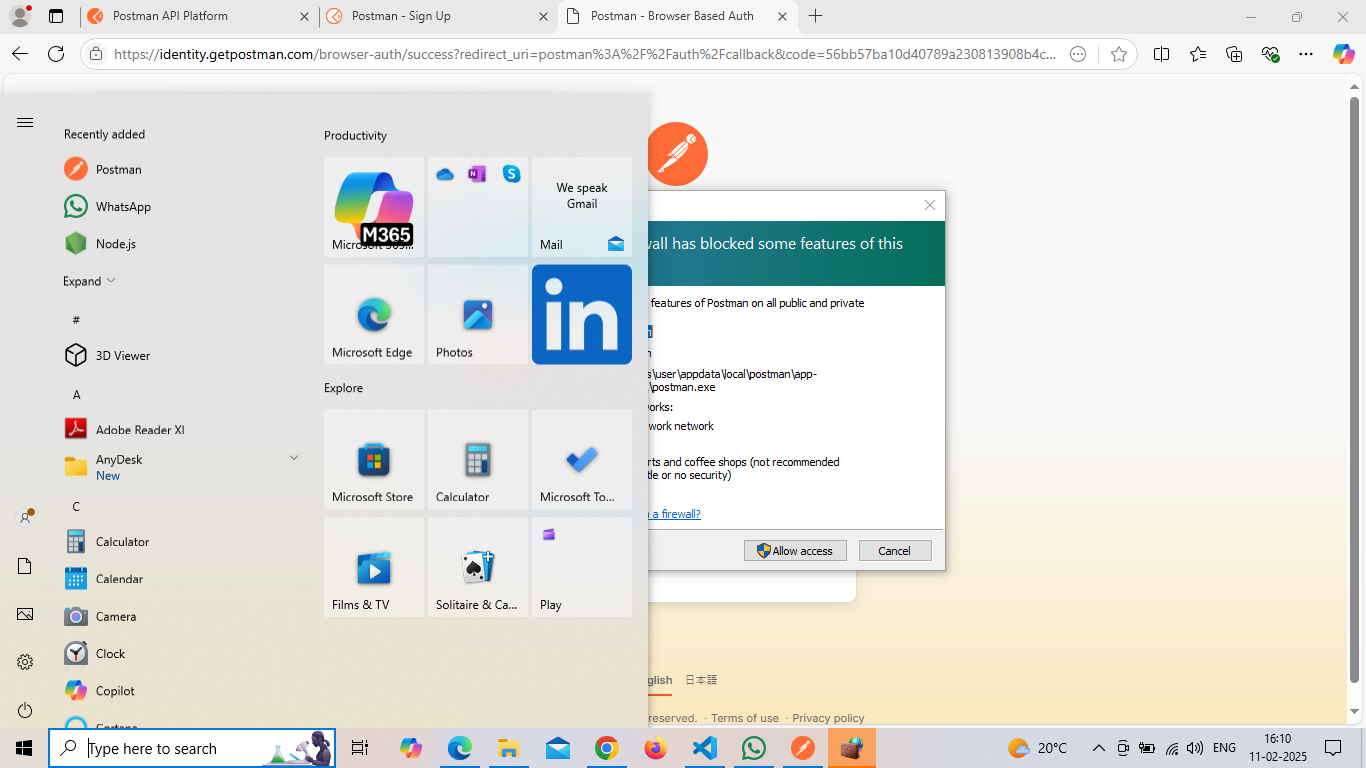 Postman API Platform
Postman - Sign Up
Postman - Browser Based Auth
https://identity.getpostman.com/browser-auth/success?redirect_uri=postman%3A%2F%2Fauth%2Fcallback&code=56bb57ba10d40789a230813908b4c...
Recently added
Postman
WhatsApp
Node.js
Expand
#
3D Viewer
A
Adobe Reader XI
AnyDesk
New
C
Calculator
Calendar
Camera
Clock
Copilot
Cortana
Productivity
M365
Microsoft 365...
We speak
Gmail
Mail
Microsoft Edge
Photos
in
Explore
Microsoft Store
Calculator
Microsoft To...
Films & TV
Solitaire & Ca...
Play
wall has blocked some features of this
features of Postman on all public and private
s\user\appdata\local\postman\app-
\postman.exe
works:
work network
rts and coffee shops (not recommended
tle or no security)
a firewall?
Allow access
Cancel
glish
日本語
reserved. · Terms of use · Privacy policy
Type here to search
20°C
ENG
16:10
11-02-2025